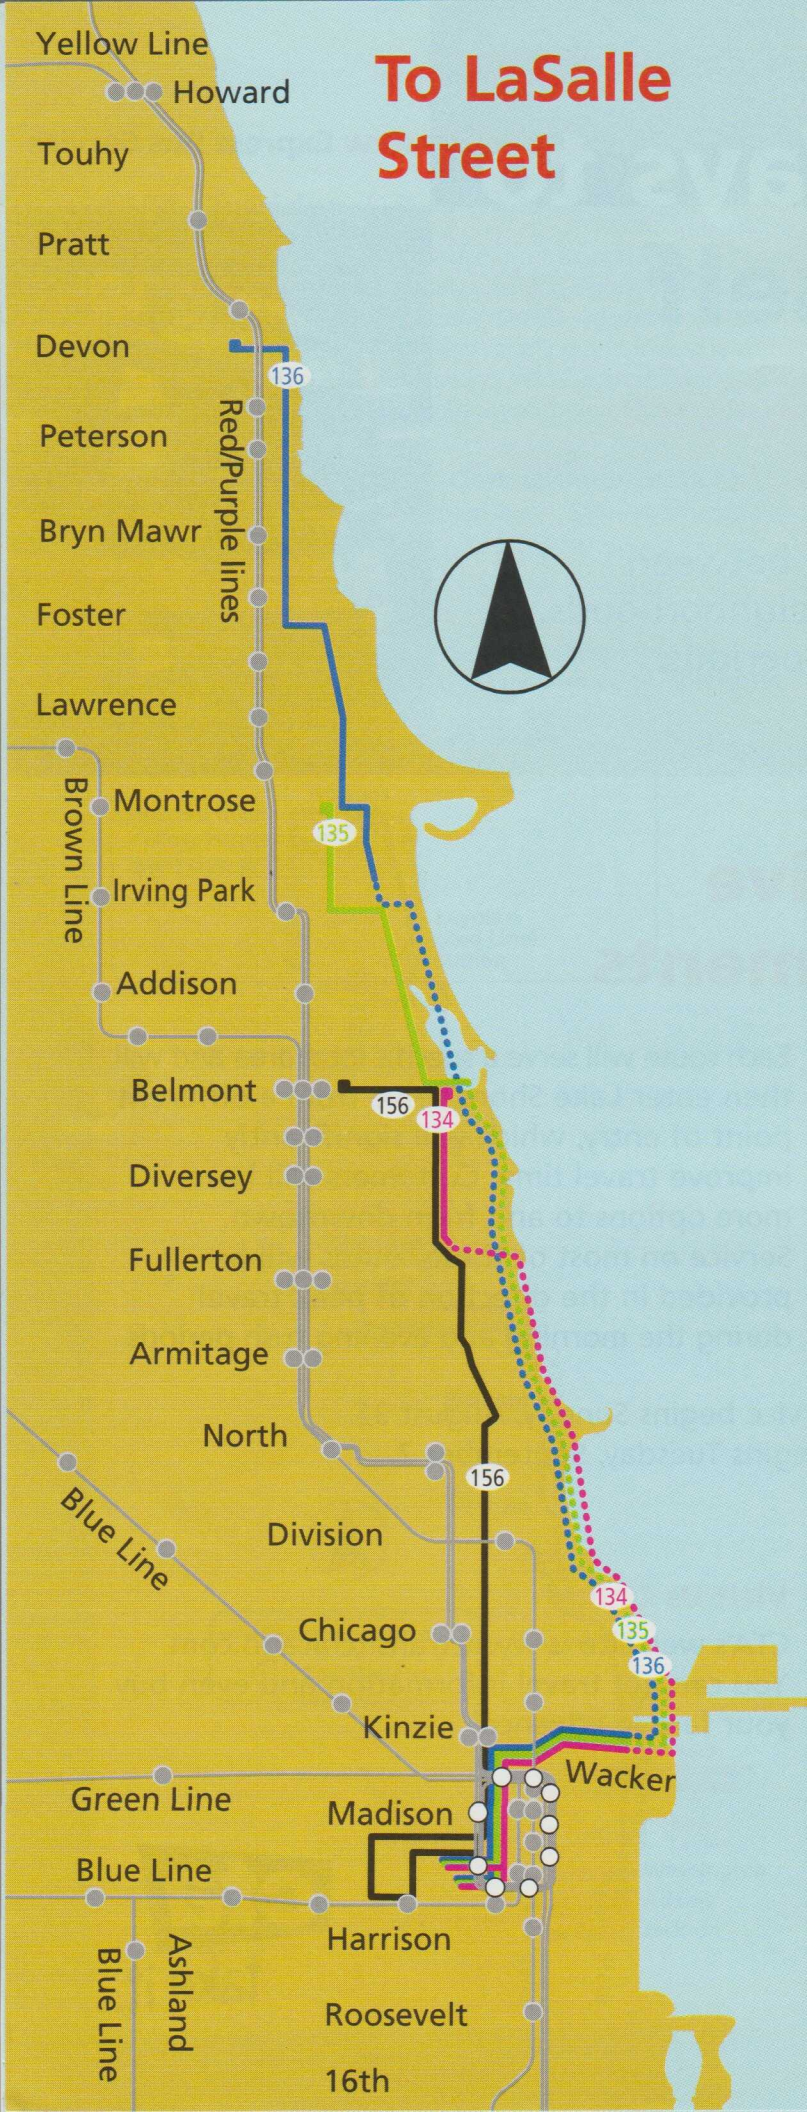 To LaSalle
Street
Yellow Line
Howard
Touhy
Pratt
Devon
136
Red/Purple lines
Peterson
Bryn Mawr
Foster
Lawrence
Brown Line
Montrose
135
Irving Park
Addison
Belmont
156
134
Diversey
Fullerton
Armitage
North
156
Blue Line
Division
134
Chicago
135
136
Kinzie
Wacker
Green Line
Madison
Blue Line
Harrison
Ashland
Blue Line
Roosevelt
16th